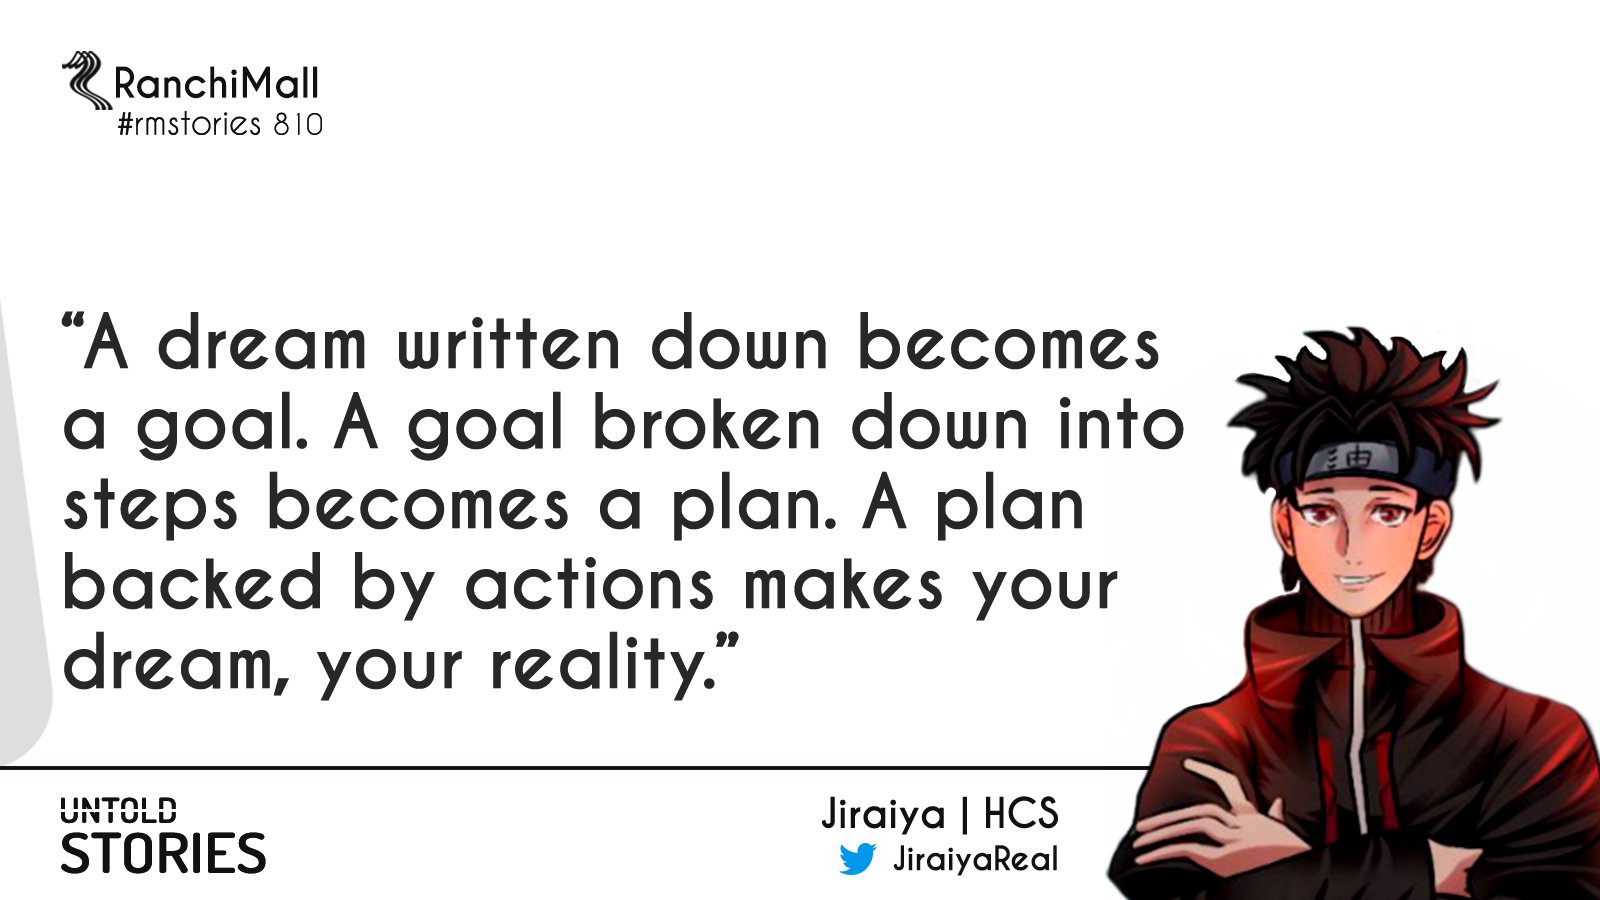 RanchiMall
#rmstories 810
“A dream written down becomes
a goal. A goal broken down into
steps becomes a plan. A plan
backed by actions makes your
dream, your reality.”
UNTOLD
STORIES
Jiraiya | HCS
JiraiyaReal